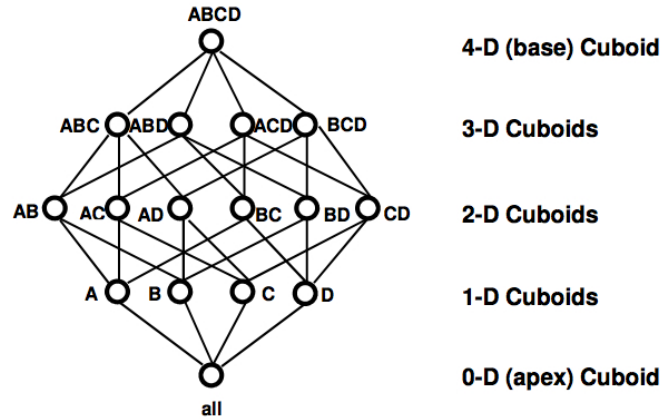 ABCD
4-D (base) Cuboid
ABC ABD ACD BCD 3-D Cuboids
AB AC AD BC BD CD 2-D Cuboids
A B C D 1-D Cuboids
0-D (apex) Cuboid
all